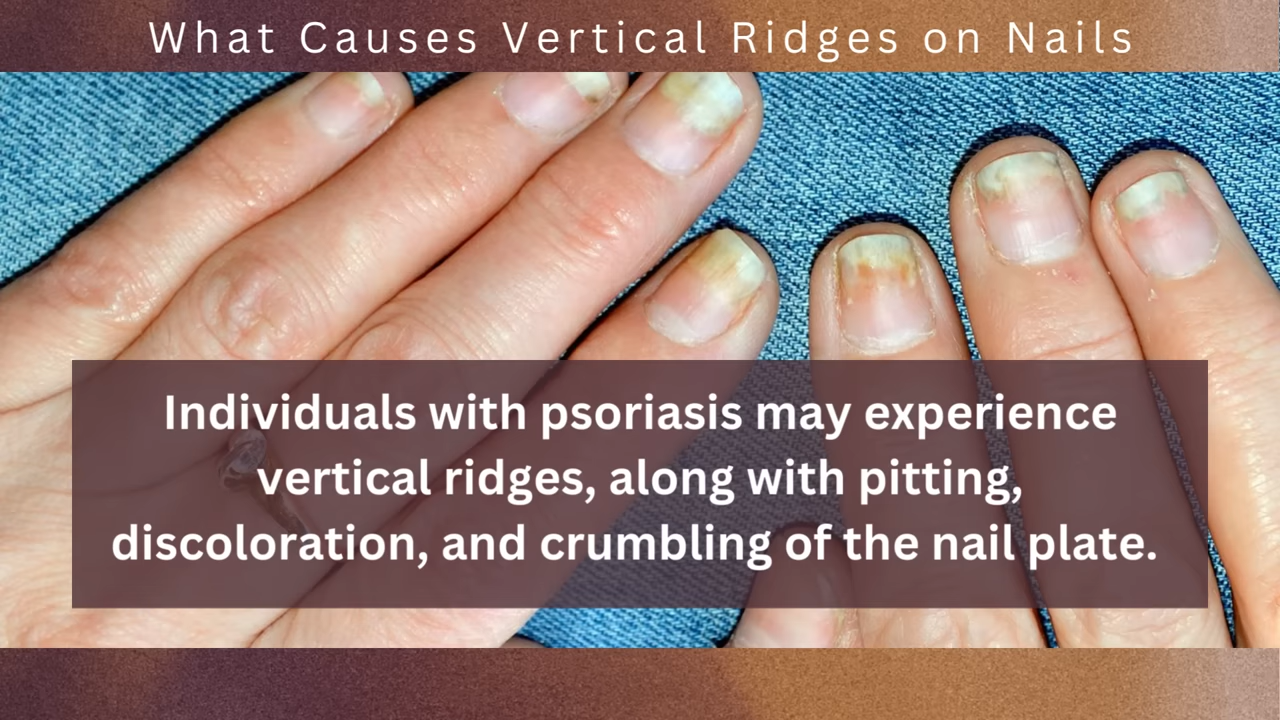 What Causes Vertical Ridges on Nails
Individuals with psoriasis may experience
vertical ridges, along with pitting,
discoloration, and crumbling of the nail plate.